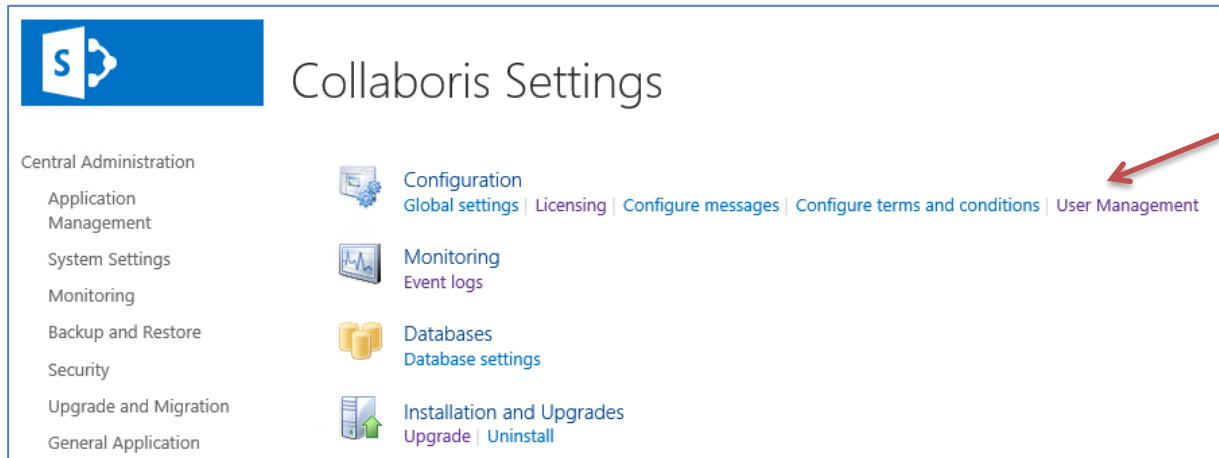 S
Collaboris Settings
Central Administration
Application
Management
System Settings
Monitoring
Backup and Restore
Security
Upgrade and Migration
General Application
Configuration
Global settings | Licensing | Configure messages | Configure terms and conditions | User Management
Monitoring
Event logs
Databases
Database settings
Installation and Upgrades
Upgrade | Uninstall